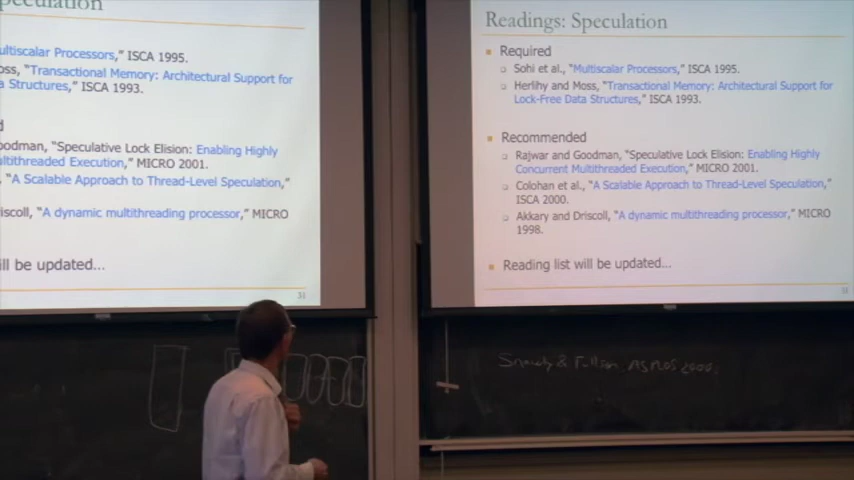 peculation
ultiscalar Processors," ISCA 1995.
oss, "Transactional Memory: Architectural Support for
a Structures," ISCA 1993.
d
oodman, "Speculative Lock Elision: Enabling Highly
ltithreaded Execution," MICRO 2001.
, "A Scalable Approach to Thread-Level Speculation,"
riscoll, "A dynamic multithreading processor," MICRO
ill be updated...
31
Readings: Speculation
Required
Sohi et al., "Multiscalar Processors," ISCA 1995.
Herlihy and Moss, "Transactional Memory: Architectural Support for
Lock-Free Data Structures," ISCA 1993.
Recommended
Rajwar and Goodman, "Speculative Lock Elision: Enabling Highly
Concurrent Multithreaded Execution," MICRO 2001.
Colohan et al., "A Scalable Approach to Thread-Level Speculation,"
ISCA 2000.
Akkary and Driscoll, "A dynamic multithreading processor," MICRO
1998.
Reading list will be updated...
& ASPLOS 2000.